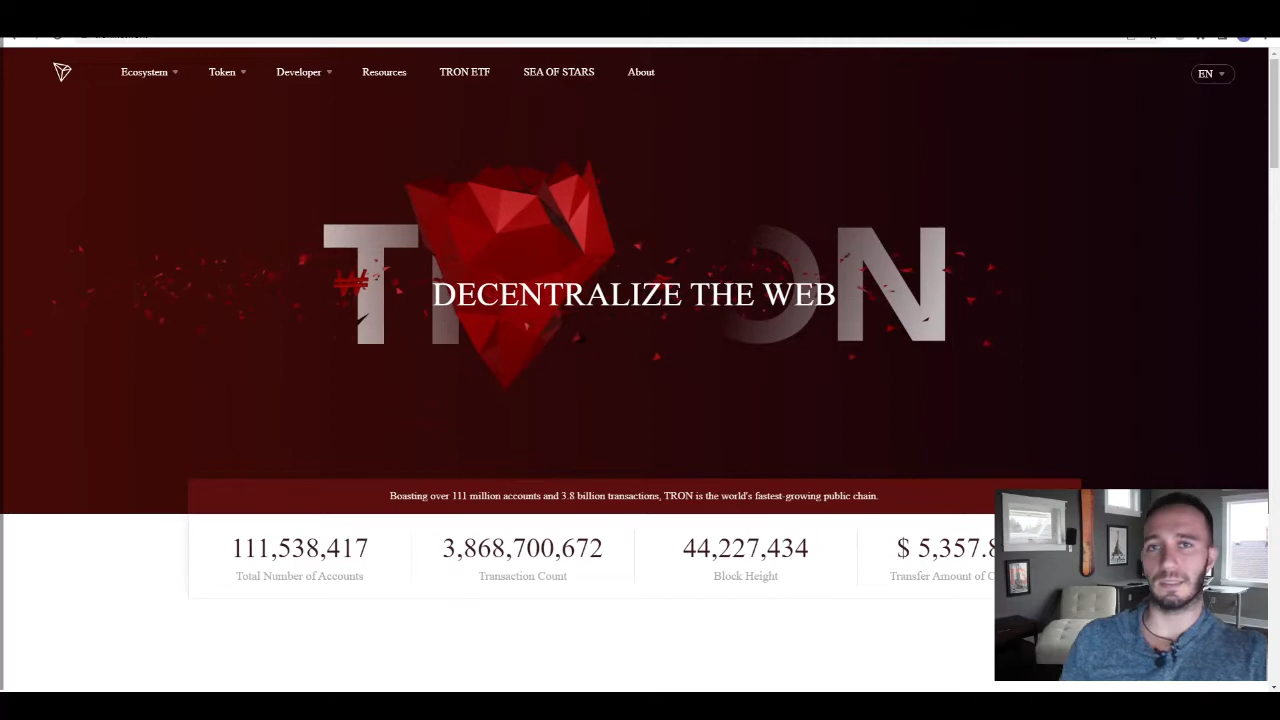 Ecosystem Token Developer Resources TRON ETF SEA OF STARS About EN
TRON
DECENTRALIZE THE WEB
Boasting over 111 million accounts and 3.8 billion transactions, TRON is the world's fastest-growing public chain.
111,538,417 3,868,700,672 44,227,434 $ 5,357.8
Total Number of Accounts Transaction Count Block Height Transfer Amount of